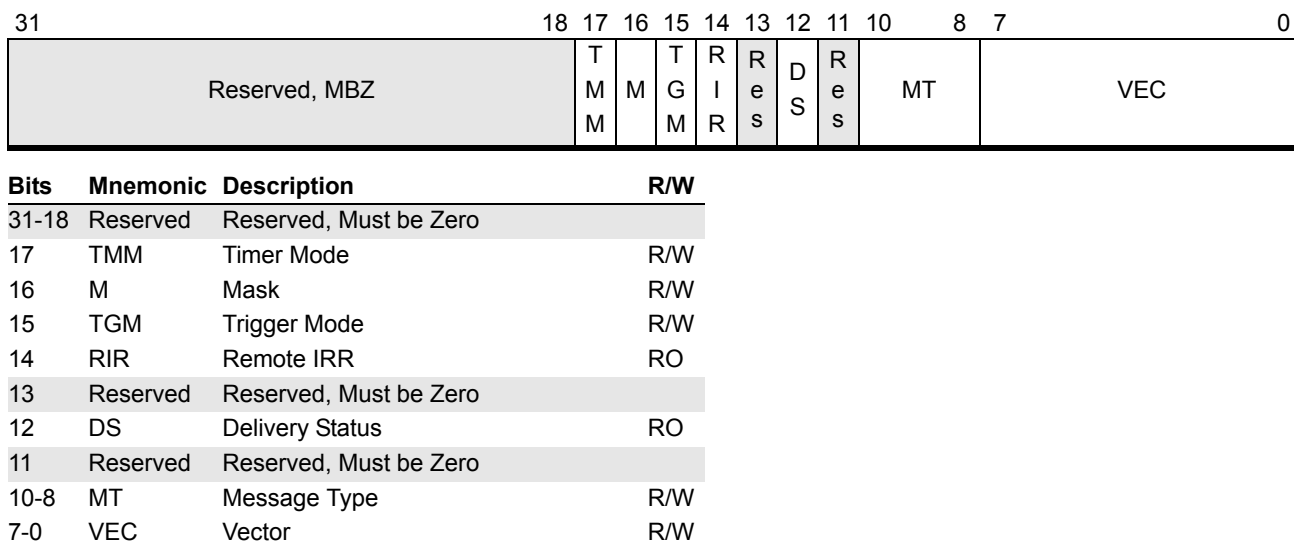 31 18 17 16 15 14 13 12 11 10 8 7 0
Reserved, MBZ
T
M
M
M
T
G
M
R
I
R
R
e
s
D
S
R
e
s
MT
VEC
Bits Mnemonic Description R/W
31-18 Reserved Reserved, Must be Zero
17 TMM Timer Mode R/W
16 M Mask R/W
15 TGM Trigger Mode R/W
14 RIR Remote IRR RO
13 Reserved Reserved, Must be Zero
12 DS Delivery Status RO
11 Reserved Reserved, Must be Zero
10-8 MT Message Type R/W
7-0 VEC Vector R/W